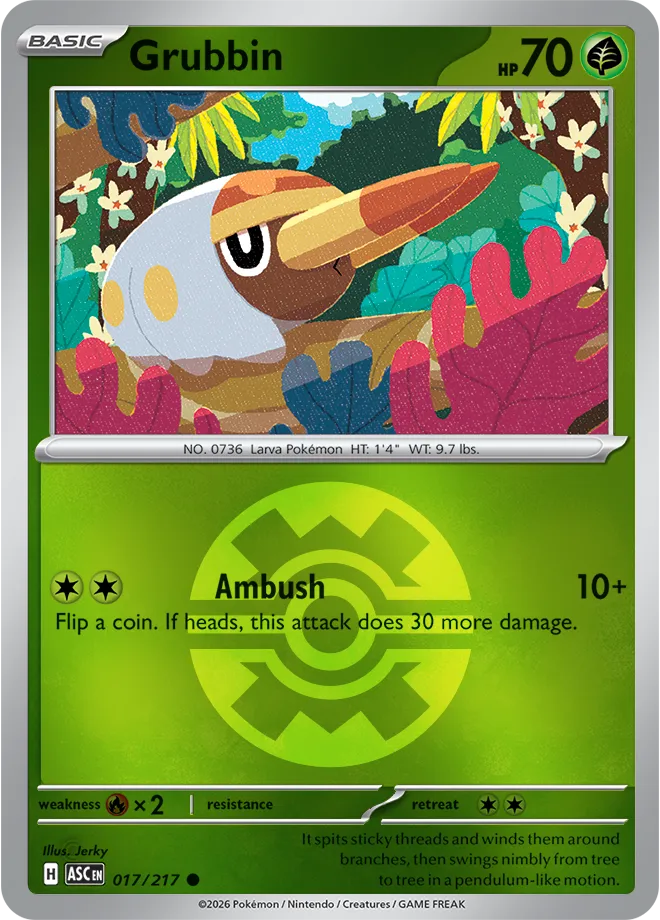 BASIC
Grubbin
HP 70
NO. 0736 Larva Pokémon HT: 1'4" WT: 9.7 lbs.
Ambush 10+
Flip a coin. If heads, this attack does 30 more damage.
weakness ×2 resistance retreat
It spits sticky threads and winds them around
branches, then swings nimbly from tree
to tree in a pendulum-like motion.
Illus. Jerky
H ASC EN 017/217
©2026 Pokémon / Nintendo / Creatures / GAME FREAK